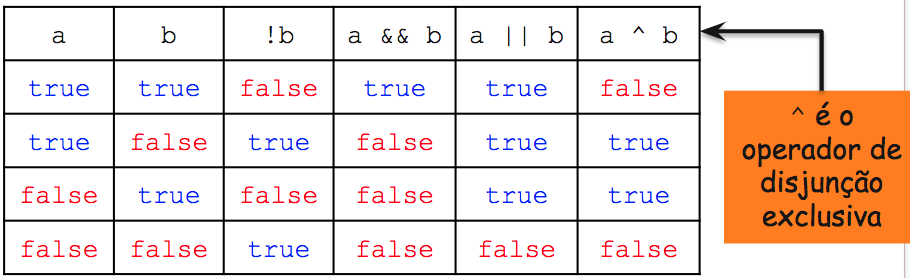 a b !b a && b a || b a ^ b
true true false true true false
true false true false true true
false true false false true true
false false true false false false
^ é o
operador de
disjunção
exclusiva